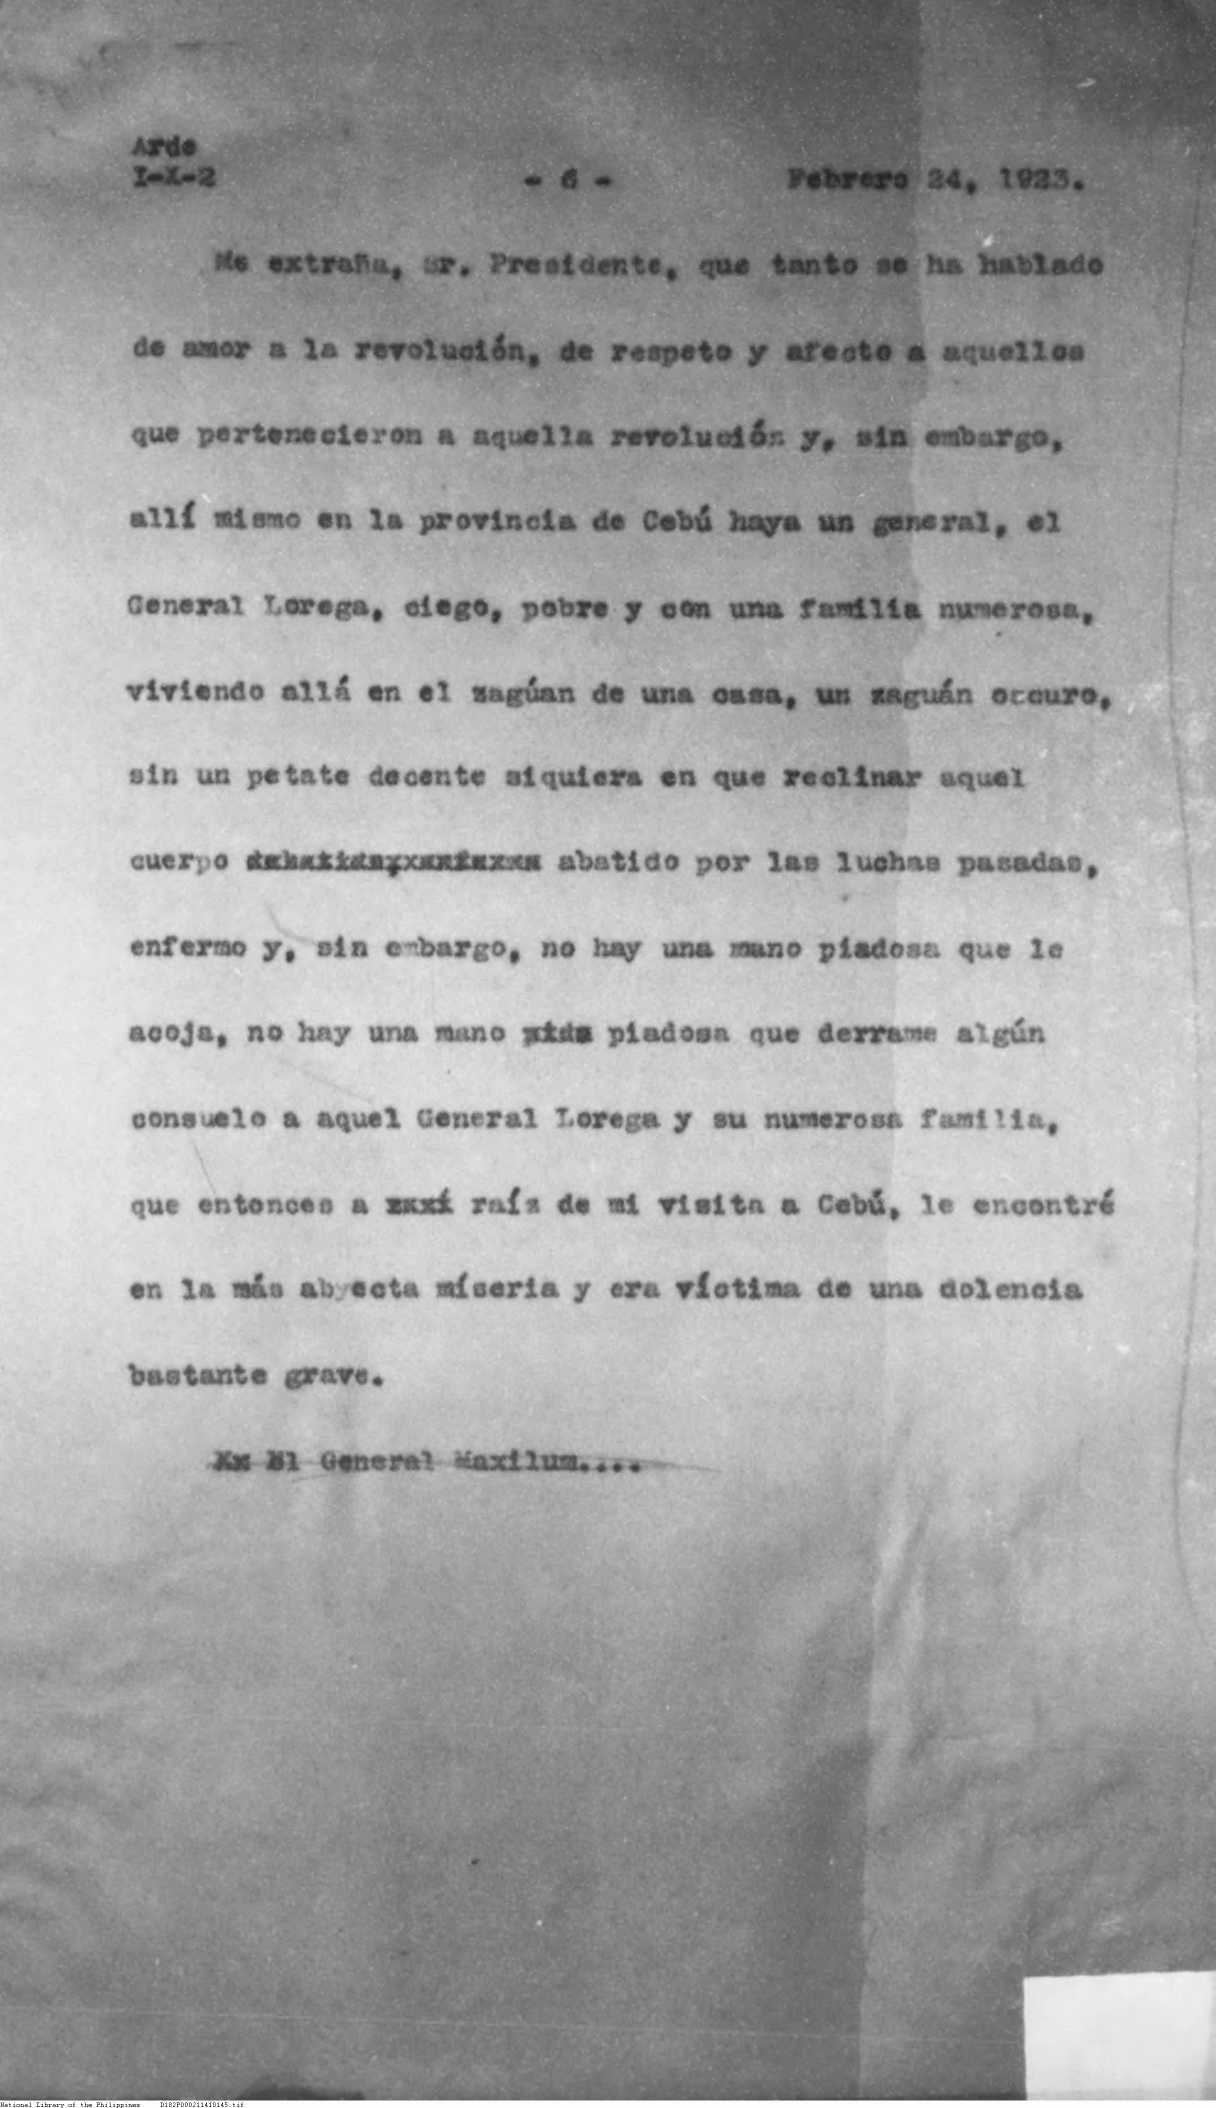 Arde
I-X-2 - 6 - Febrero 24, 1923.
Me extraña, Sr. Presidente, que tanto se ha hablado
de amor a la revolución, de respeto y afecto a aquellos
que pertenecieron a aquella revolución y, sin embargo,
allí mismo en la provincia de Cebú haya un general, el
General Lorega, ciego, pobre y con una familia numerosa,
viviendo allá en el zagúan de una casa, un zaguán oscuro,
sin un petate decente siquiera en que reclinar aquel
cuerpo abatido por las luchas pasadas,
enfermo y, sin embargo, no hay una mano piadosa que le
acoja, no hay una mano piadosa que derrame algún
consuelo a aquel General Lorega y su numerosa familia,
que entonces a raíz de mi visita a Cebú, le encontré
en la más abyecta míseria y era víctima de una dolencia
bastante grave.
El General Maxilum....
National Library of the Philippines D182P000211410145.tif